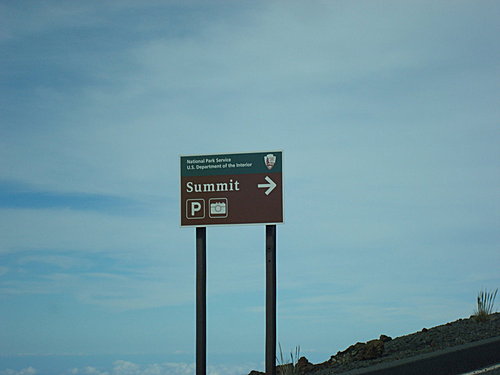 National Park Service
U.S. Department of the Interior
Summit
P